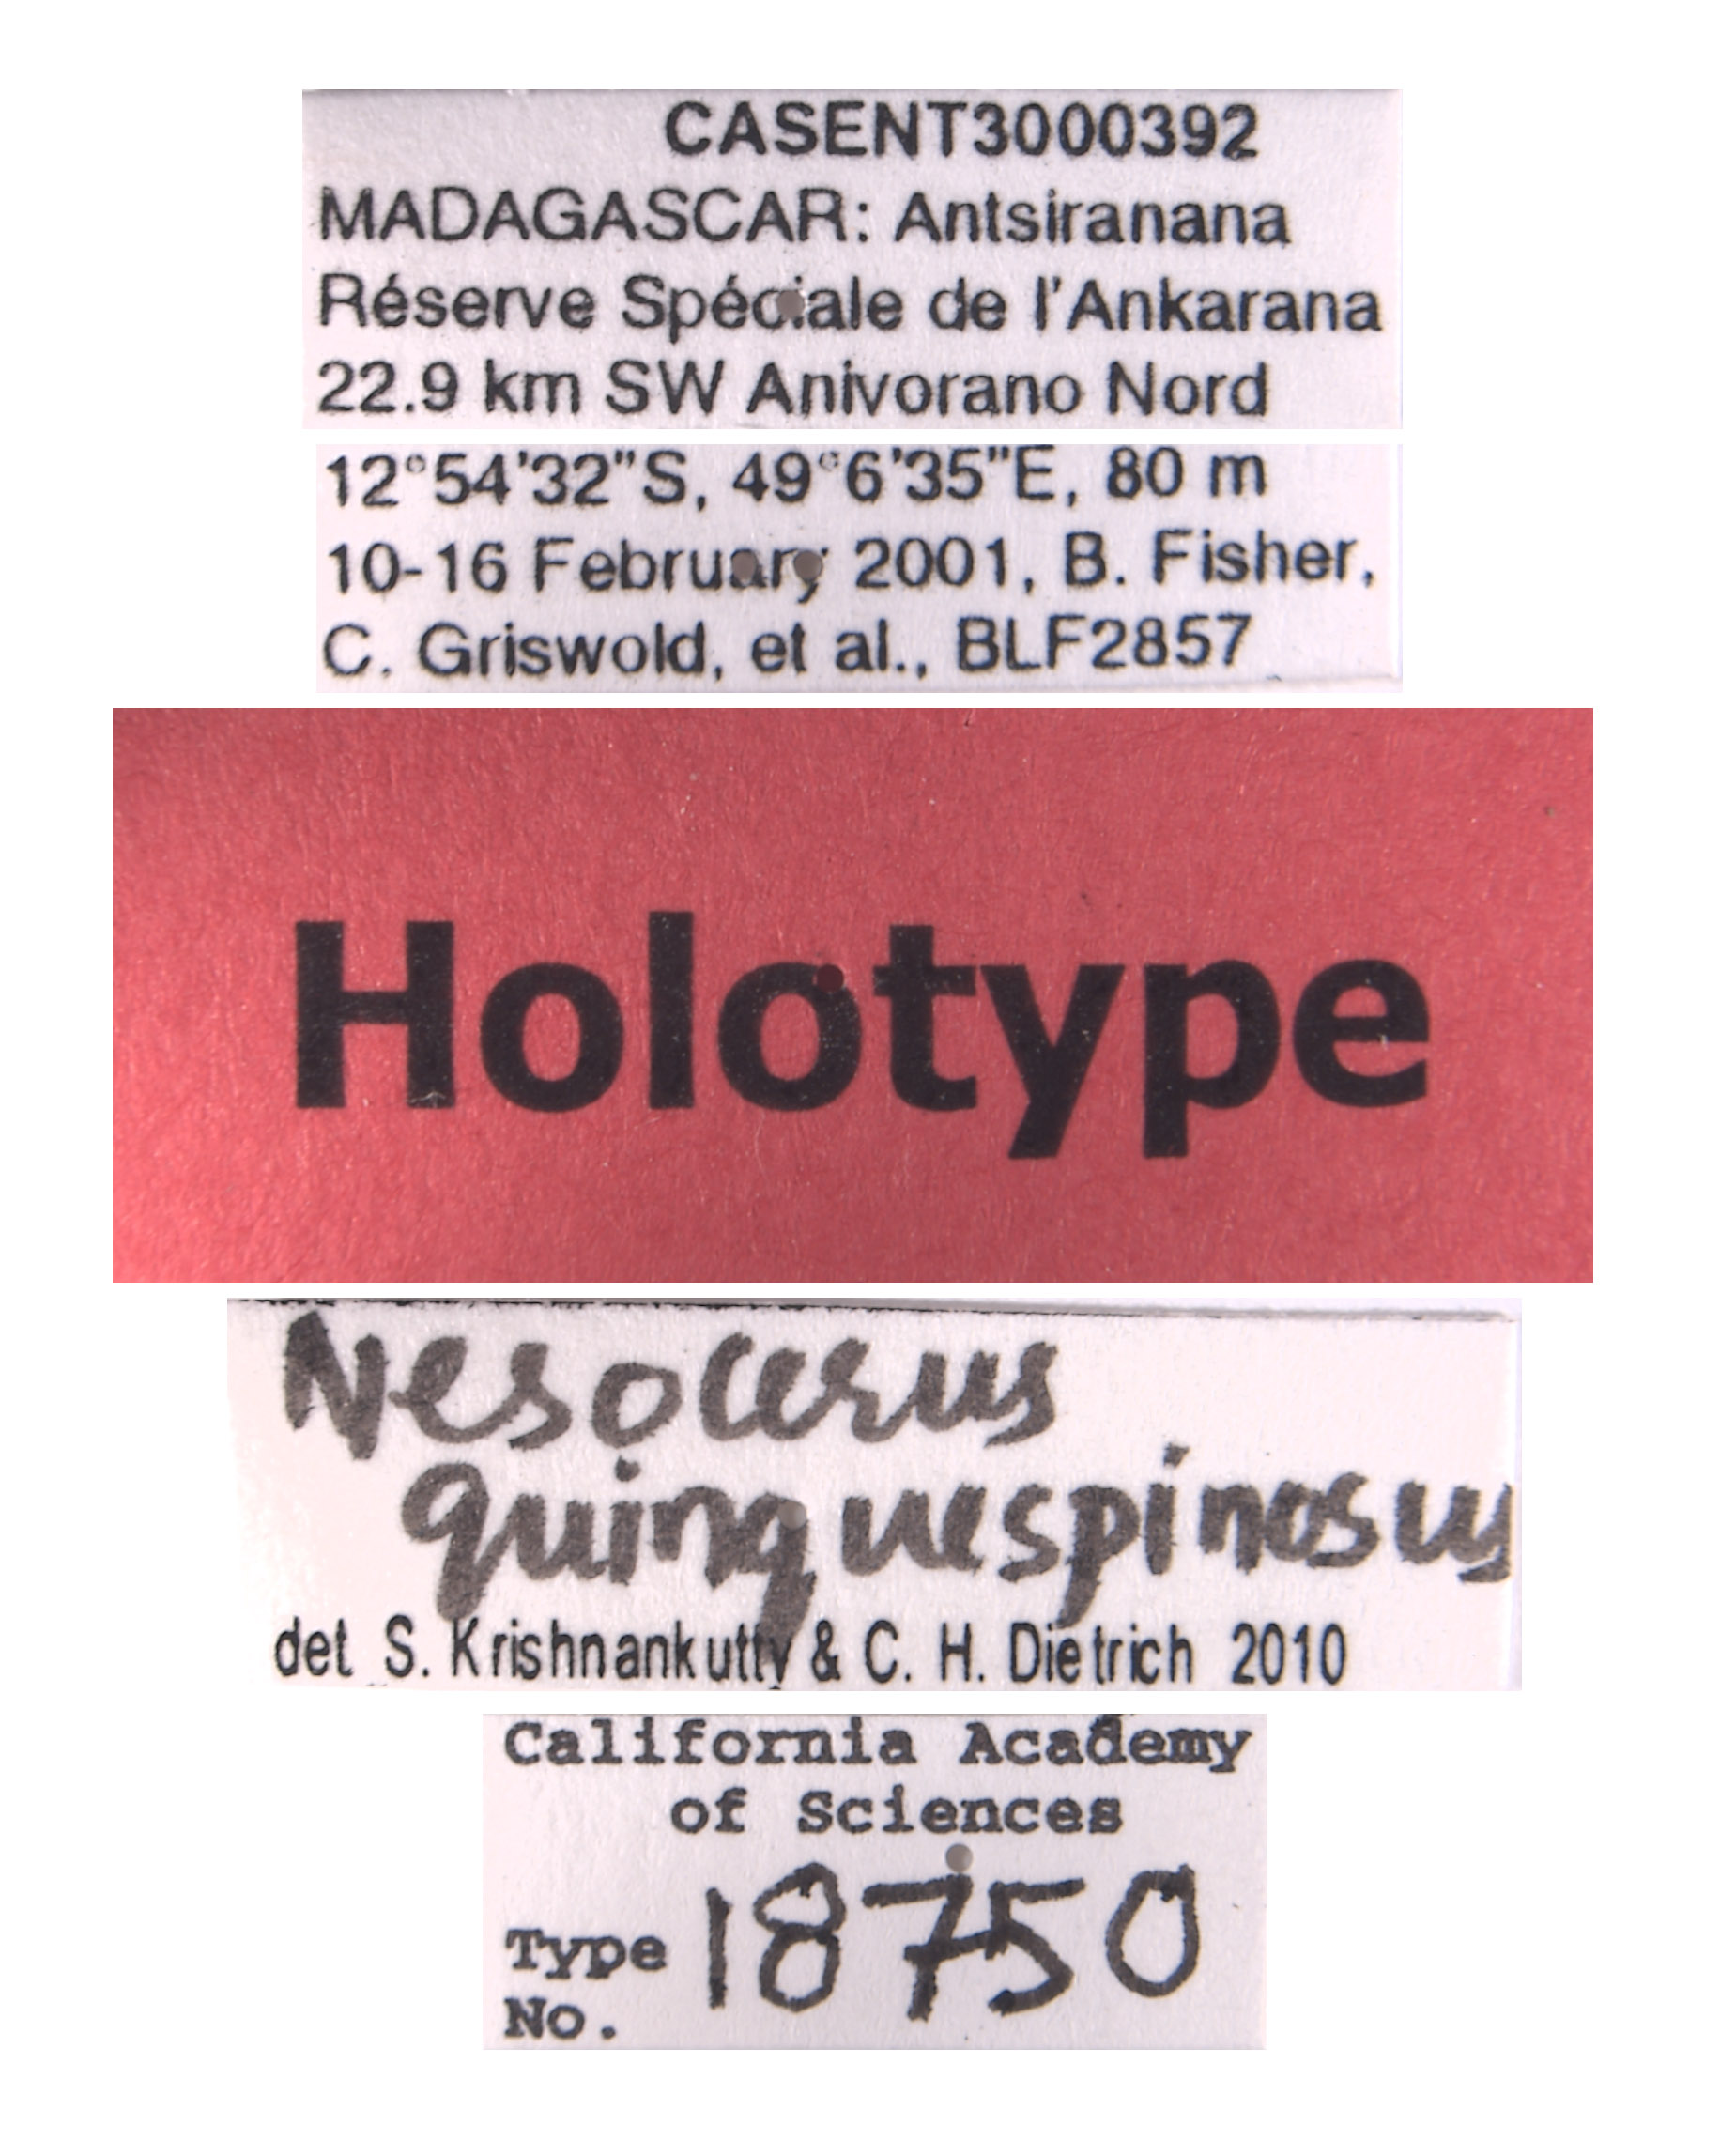 CASENT3000392
MADAGASCAR: Antsiranana
Réserve Spéciale de l'Ankarana
22.9 km SW Anivorano Nord
12°54'32"S, 49°6'35"E, 80 m
10-16 February 2001, B. Fisher,
C. Griswold, et al., BLF2857
Holotype
Nesocerus
quinquespinosus
det S. Krishnankutty & C. H. Dietrich 2010
California Academy
of Sciences
Type 18750
No.